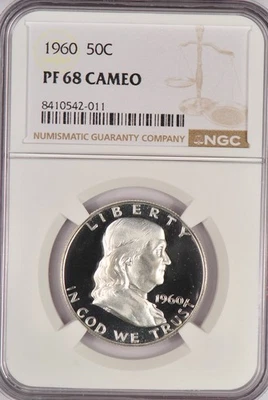 1960 50C
PF 68 CAMEO
8410542-011
NUMISMATIC GUARANTY COMPANY NGC
LIBERTY
1960
IN GOD WE TRUST